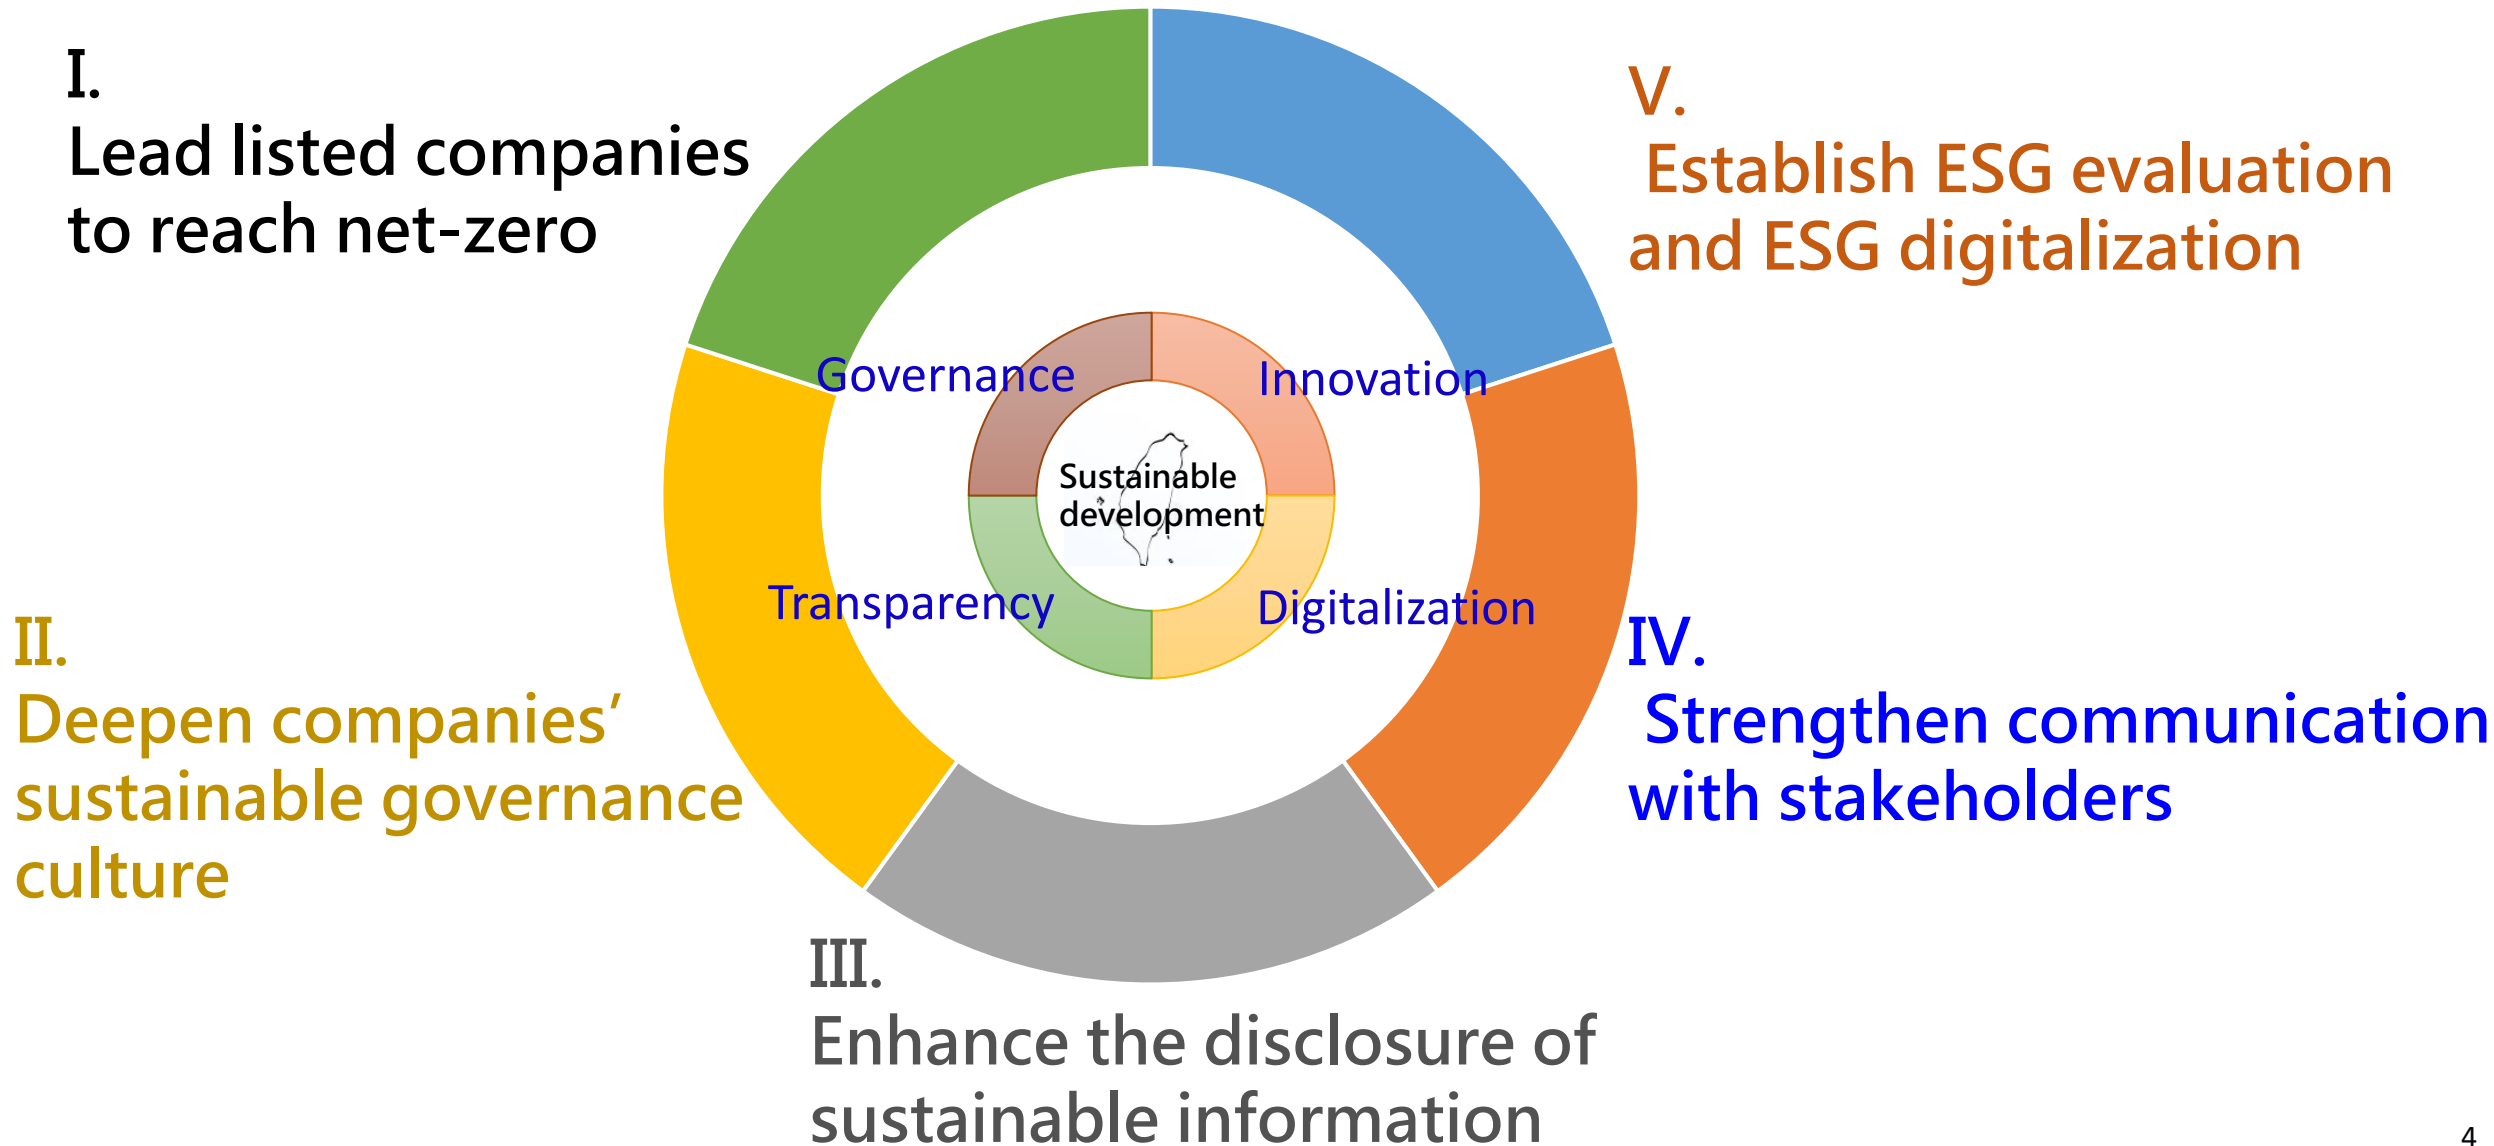 I.
Lead listed companies
to reach net-zero
II.
Deepen companies’
sustainable governance
culture
III.
Enhance the disclosure of
sustainable information
IV.
Strengthen communication
with stakeholders
V.
Establish ESG evaluation
and ESG digitalization
Governance
Innovation
Sustainable
development
Transparency
Digitalization
4